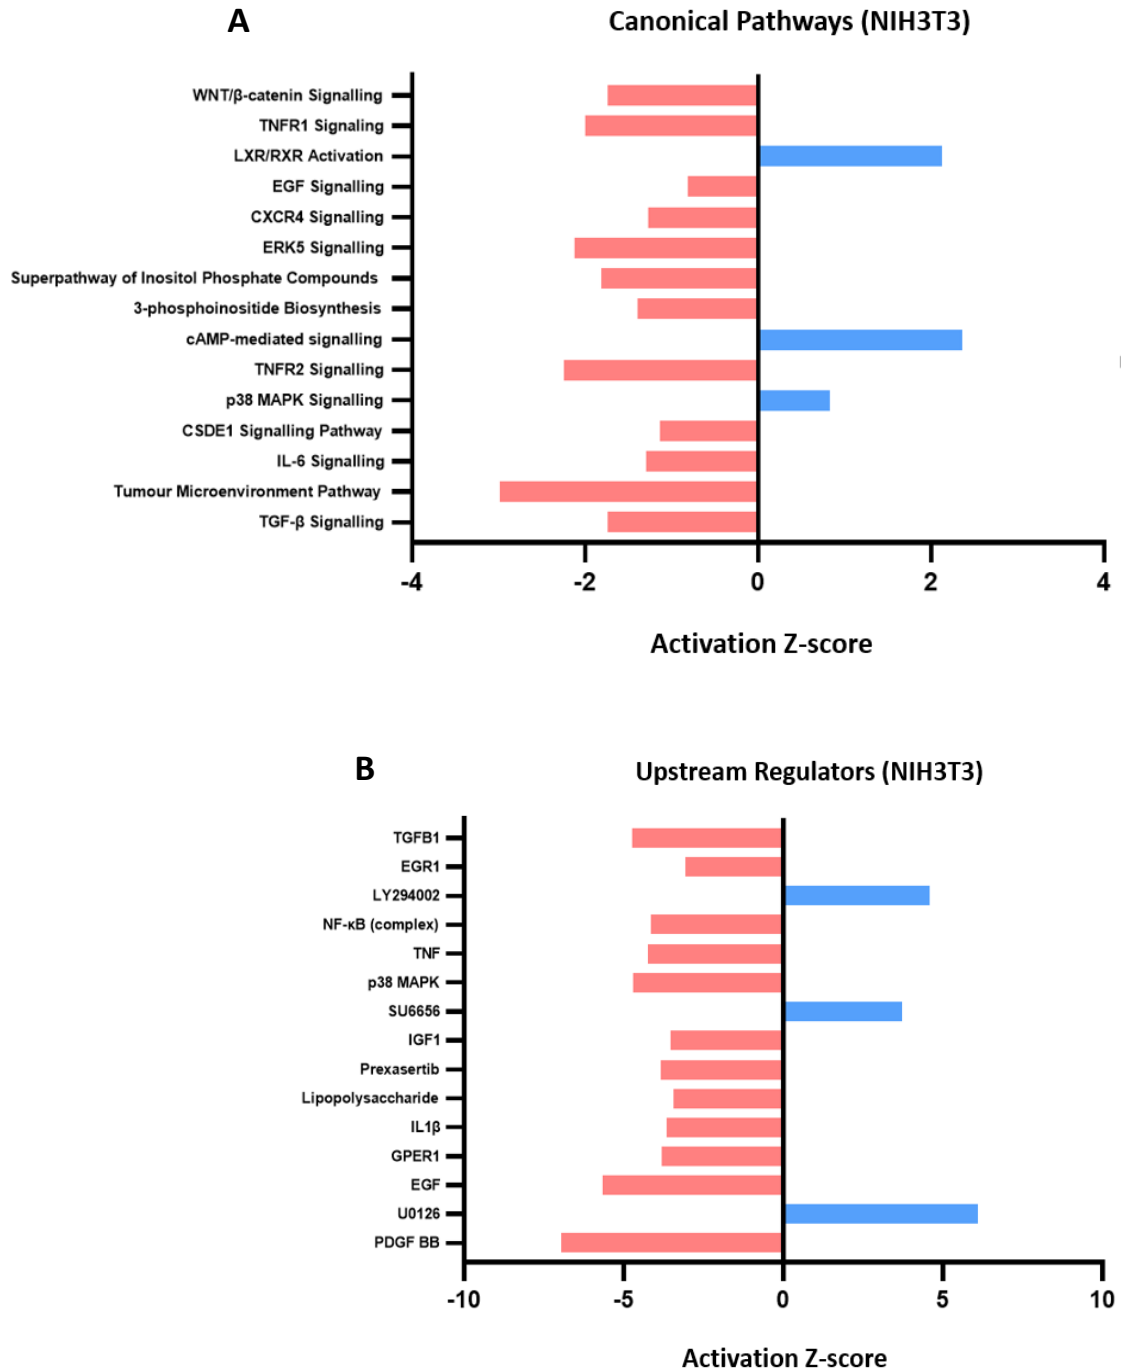 A
Canonical Pathways (NIH3T3)
WNT/β-catenin Signalling
TNFR1 Signaling
LXR/RXR Activation
EGF Signalling
CXCR4 Signalling
ERK5 Signalling
Superpathway of Inositol Phosphate Compounds
3-phosphoinositide Biosynthesis
cAMP-mediated signalling
TNFR2 Signalling
p38 MAPK Signalling
CSDE1 Signalling Pathway
IL-6 Signalling
Tumour Microenvironment Pathway
TGF-β Signalling
-4 -2 0 2 4
Activation Z-score
B
Upstream Regulators (NIH3T3)
TGFB1
EGR1
LY294002
NF-κB (complex)
TNF
p38 MAPK
SU6656
IGF1
Prexasertib
Lipopolysaccharide
IL1β
GPER1
EGF
U0126
PDGF BB
-10 -5 0 5 10
Activation Z-score